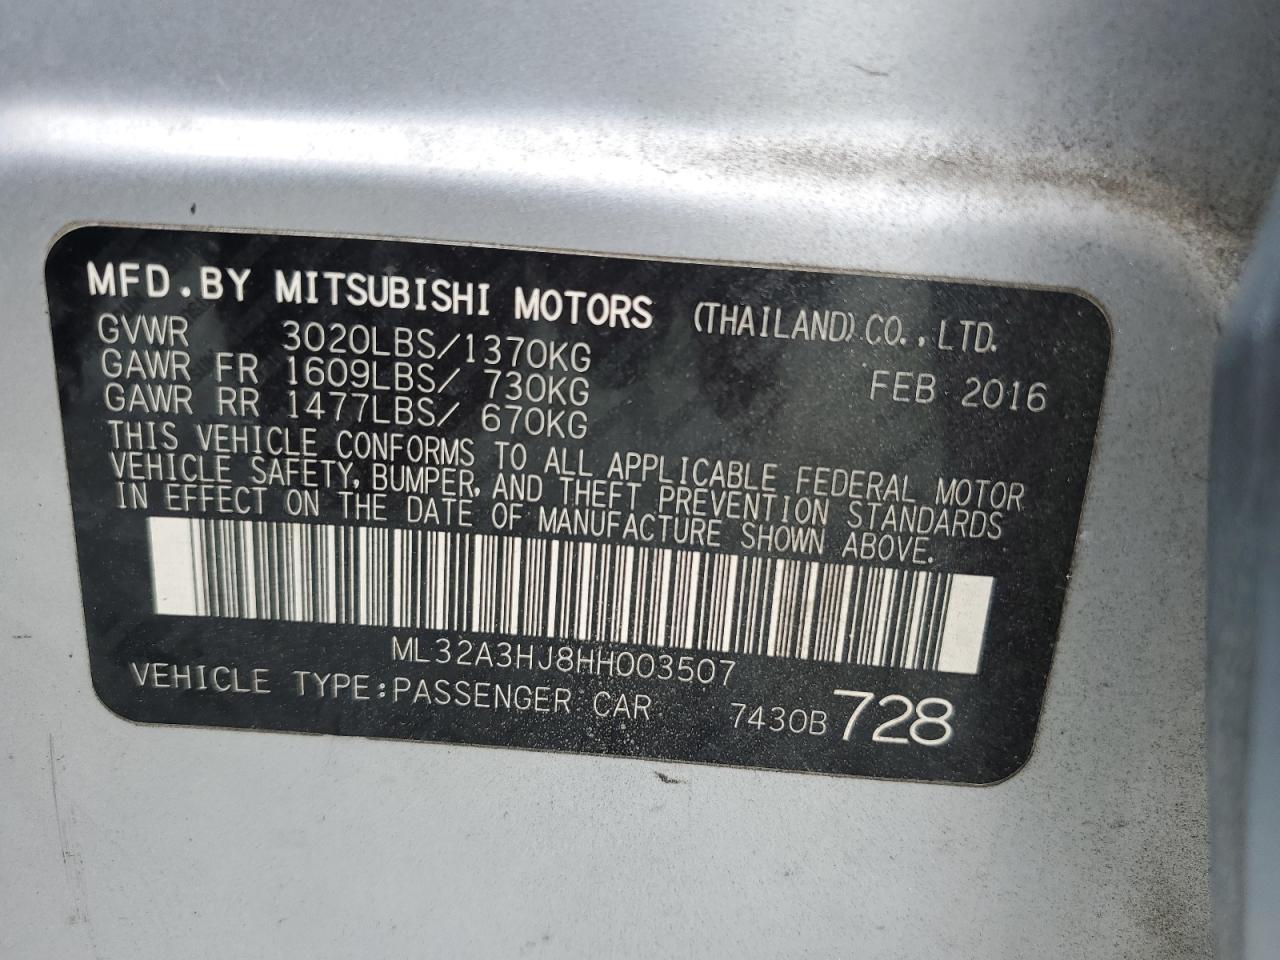 MFD.BY MITSUBISHI MOTORS (THAILAND)CO.,LTD.
GVWR 3020LBS/1370KG FEB 2016
GAWR FR 1609LBS/ 730KG
GAWR RR 1477LBS/ 670KG
THIS VEHICLE CONFORMS TO ALL APPLICABLE FEDERAL MOTOR
VEHICLE SAFETY, BUMPER, AND THEFT PREVENTION STANDARDS
IN EFFECT ON THE DATE OF MANUFACTURE SHOWN ABOVE.
ML32A3HJ8HH003507
VEHICLE TYPE:PASSENGER CAR 7430B 728